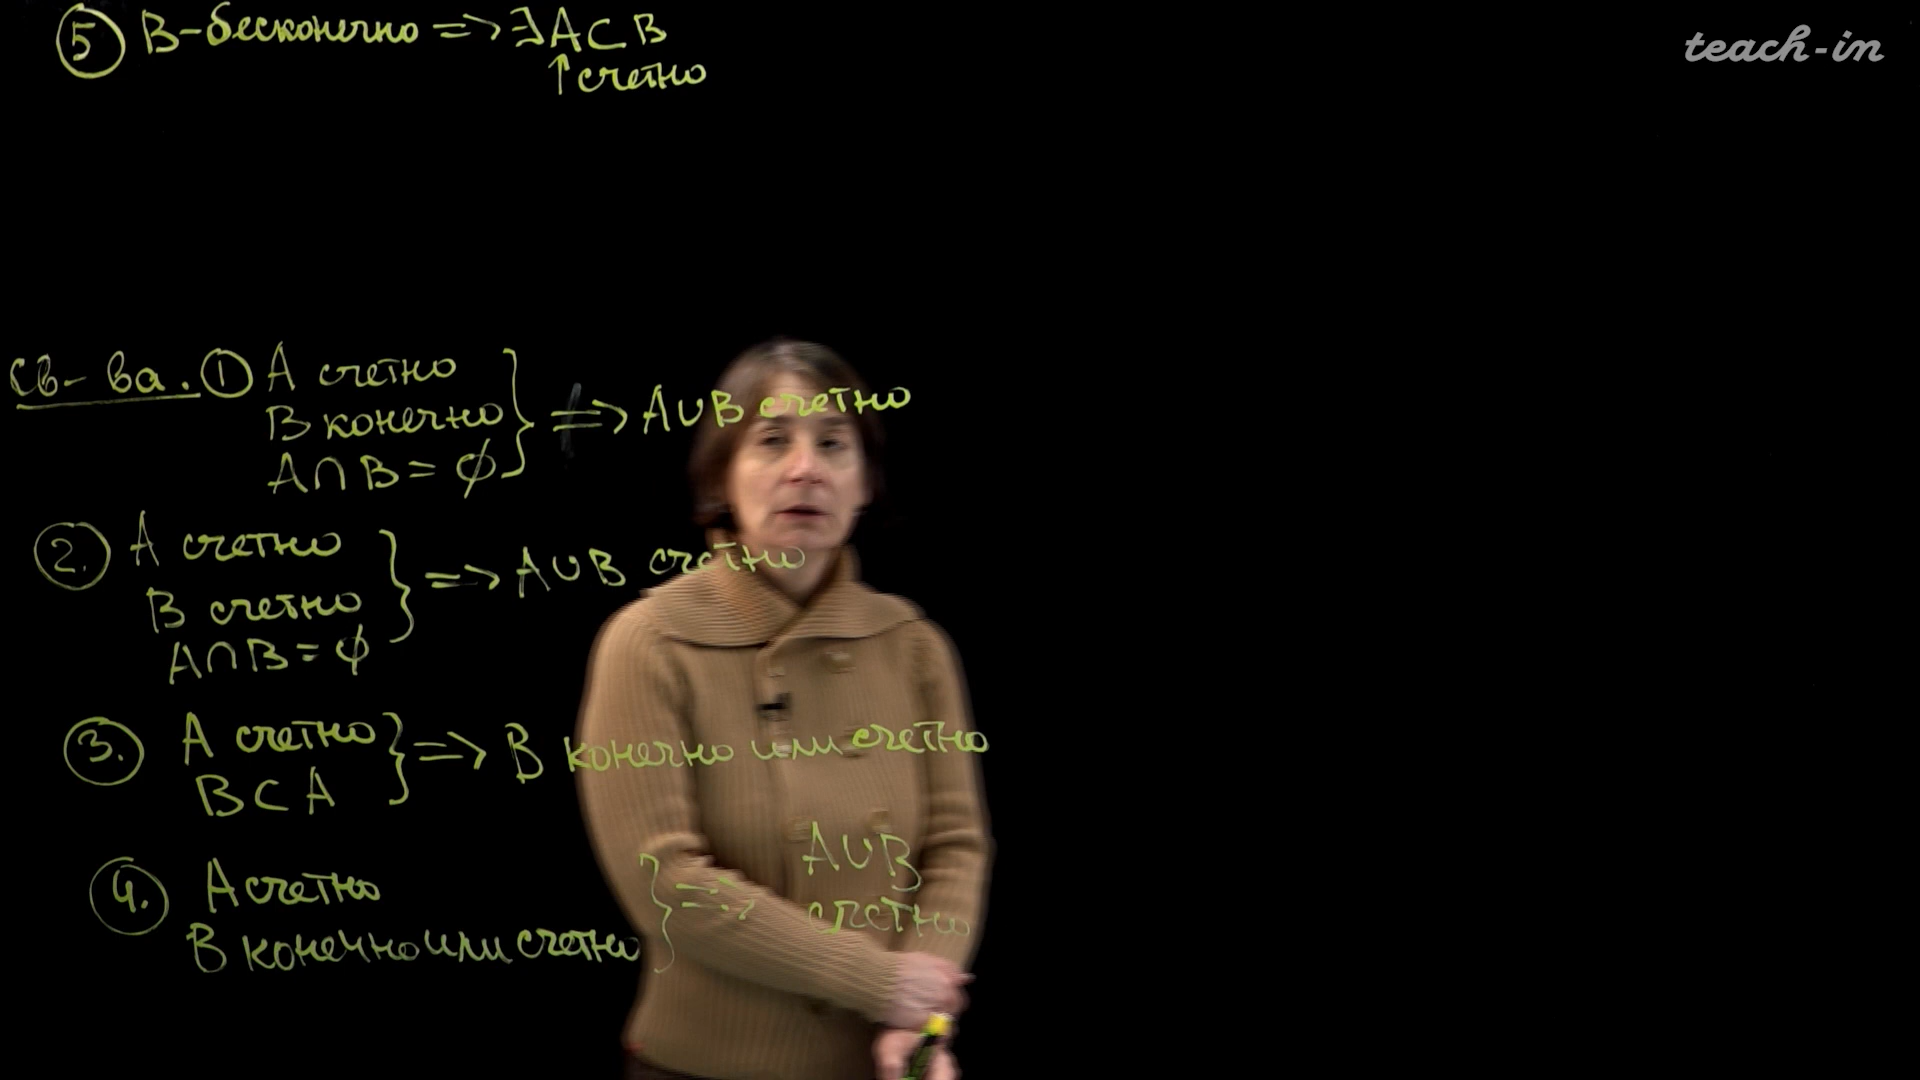 ⑤ B-бесконечно => ∃ A ⊂ B
↑ счетно
teach-in
Св-ва. ① A счетно
B конечно
A∩B = ∅
} => A∪B счетно
②. A счетно
B счетно
A∩B = ∅
} => A∪B счетно
③. A счетно
B ⊂ A
} => B конечно или счетно
④. A счетно
B конечно или счетно
} => A∪B
счетно